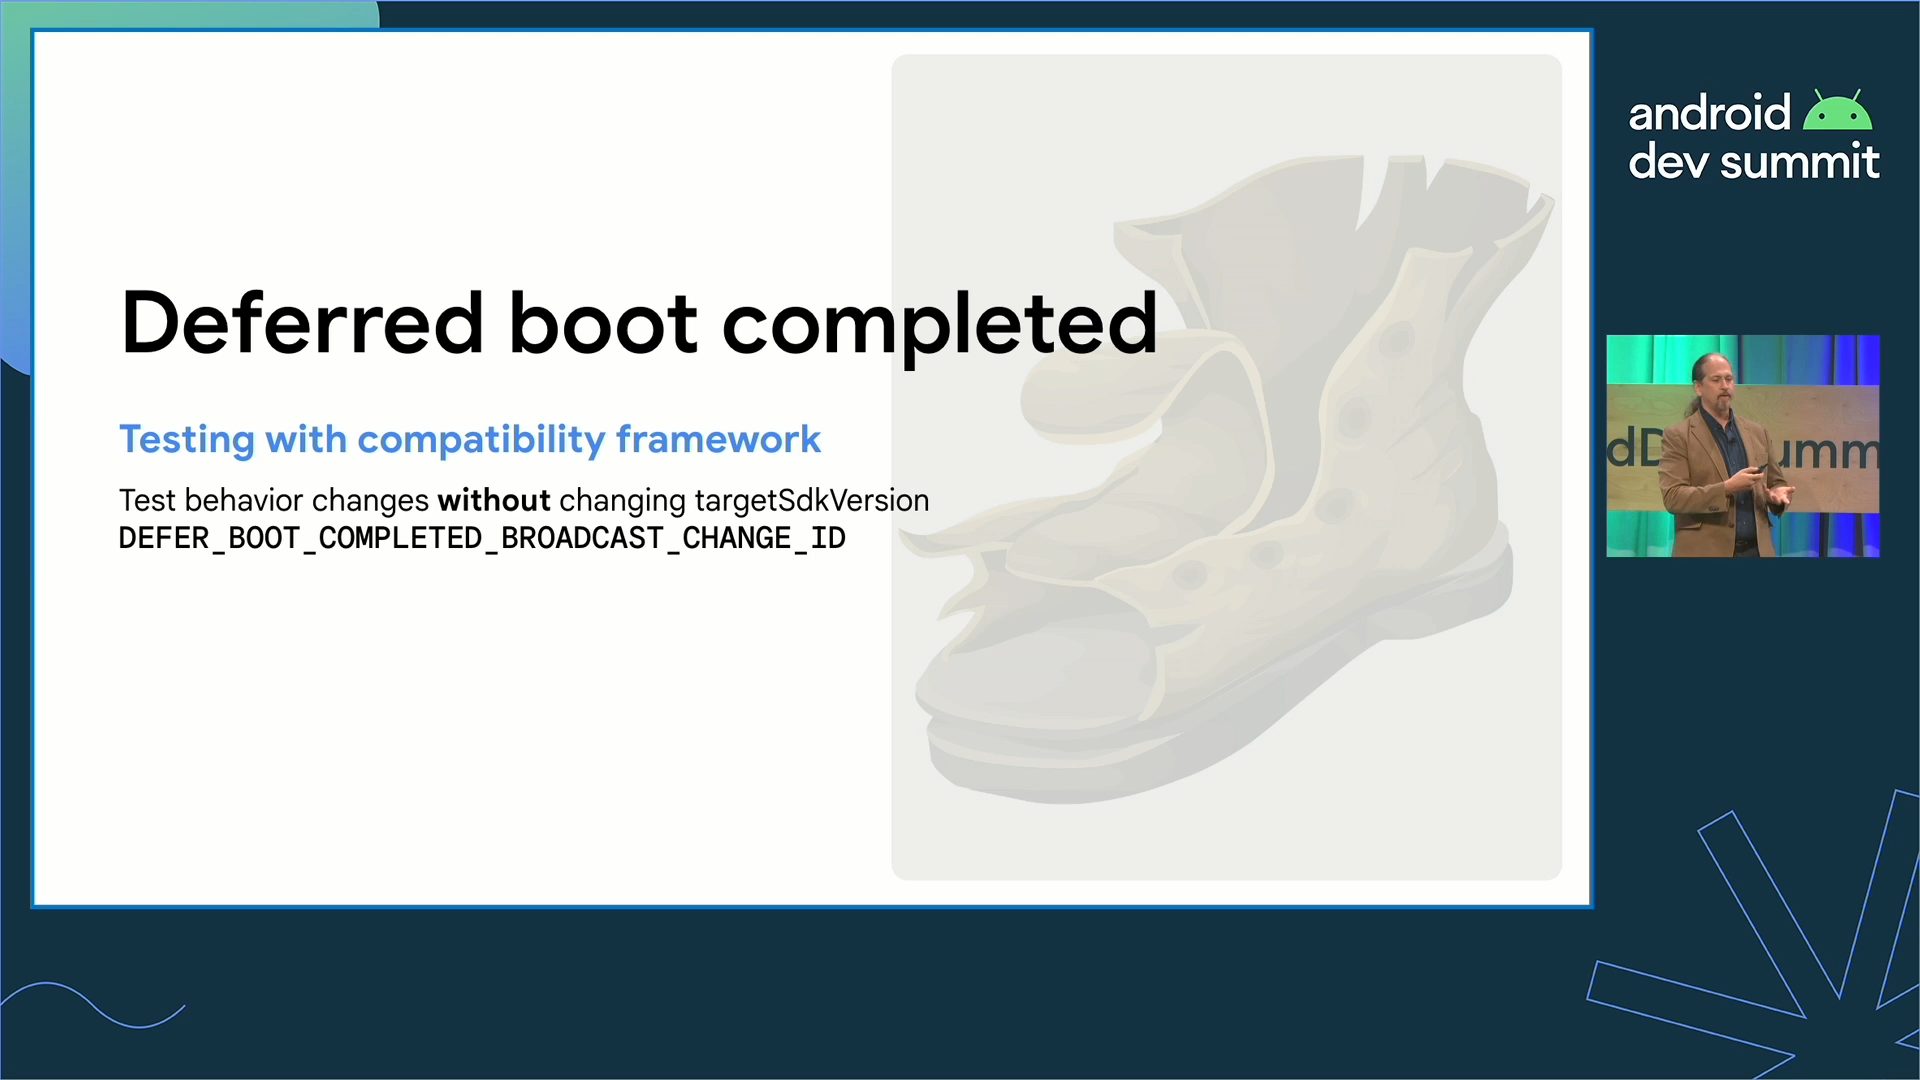 Deferred boot completed
Testing with compatibility framework
Test behavior changes without changing targetSdkVersion
DEFER_BOOT_COMPLETED_BROADCAST_CHANGE_ID
android
dev summit
dD umm